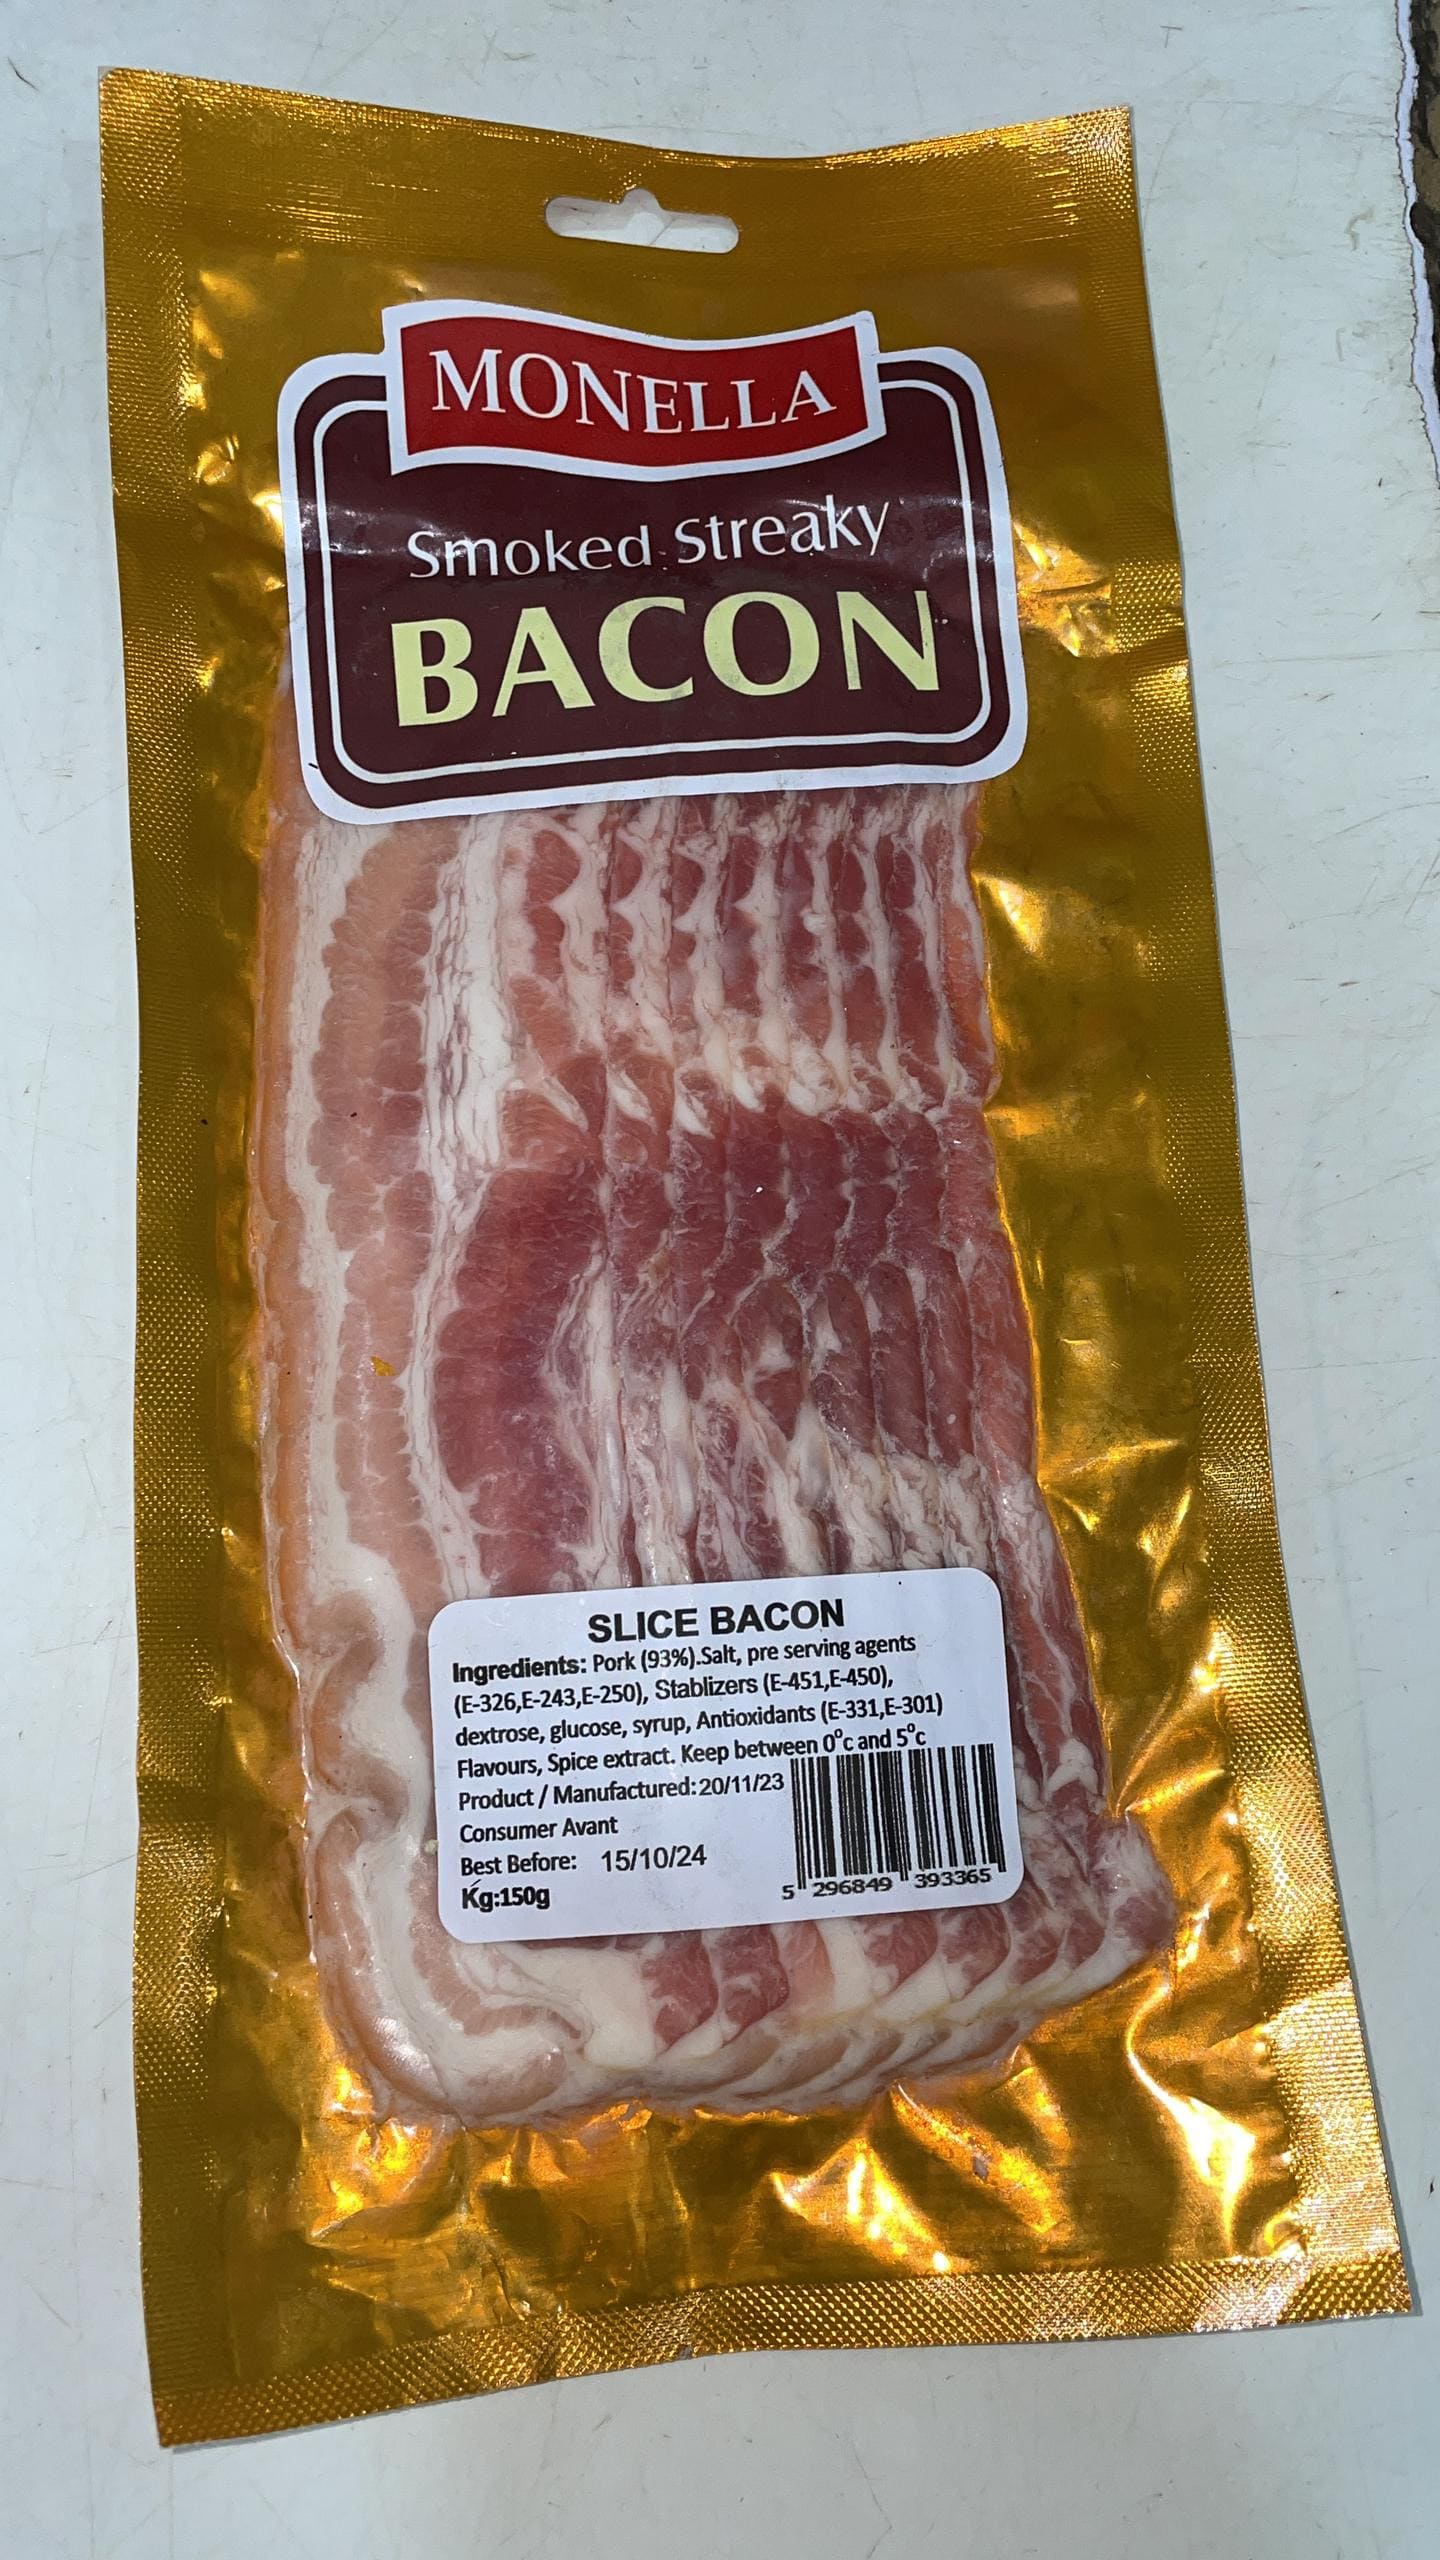 MONELLA
Smoked Streaky
BACON
SLICE BACON
Ingredients: Pork (93%).Salt, pre serving agents
(E-326,E-243,E-250), Stablizers (E-451,E-450),
dextrose, glucose, syrup, Antioxidants (E-331,E-301)
Flavours, Spice extract. Keep between 0°c and 5°c
Product / Manufactured: 20/11/23
Consumer Avant
Best Before: 15/10/24
Kg:150g
5 296849 393365